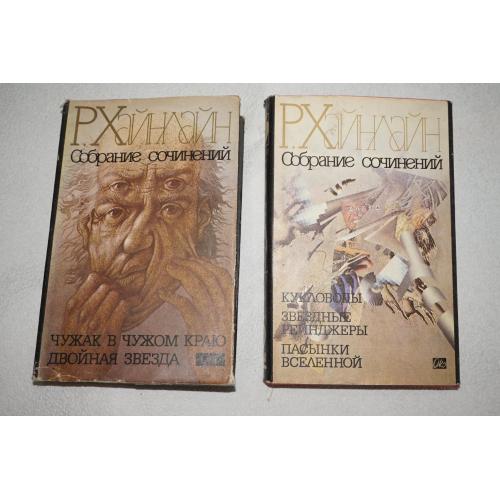 Р. Хайнлайн
Собрание сочинений
ЧУЖАК В ЧУЖОМ КРАЮ
ДВОЙНАЯ ЗВЕЗДА
Р. Хайнлайн
Собрание сочинений
КУКЛОВОДЫ
ЗВЕЗДНЫЕ
РЕЙНДЖЕРЫ
ПАСЫНКИ
ВСЕЛЕННОЙ